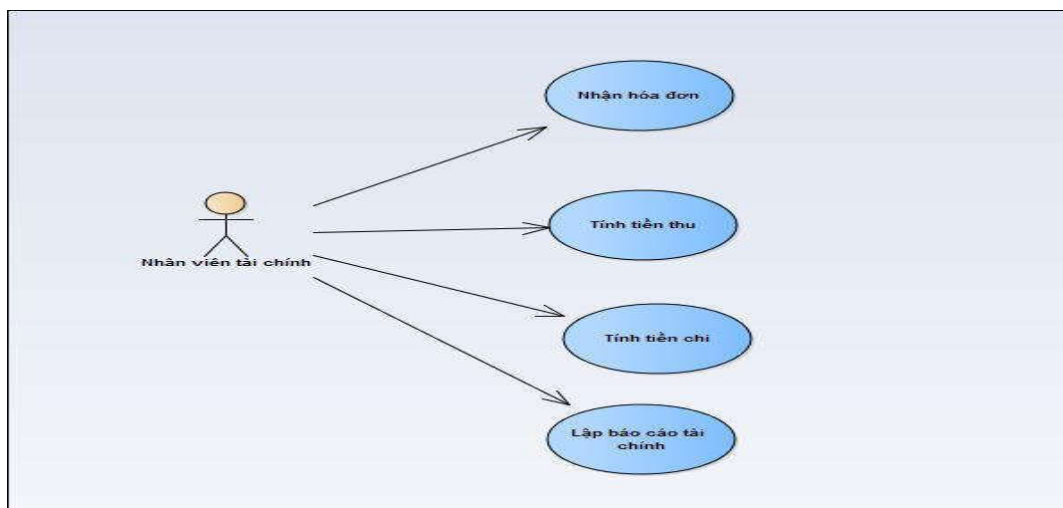 Nhận hóa đơn
Tính tiền thu
Nhân viên tài chính
Tính tiền chi
Lập báo cáo tài
chính